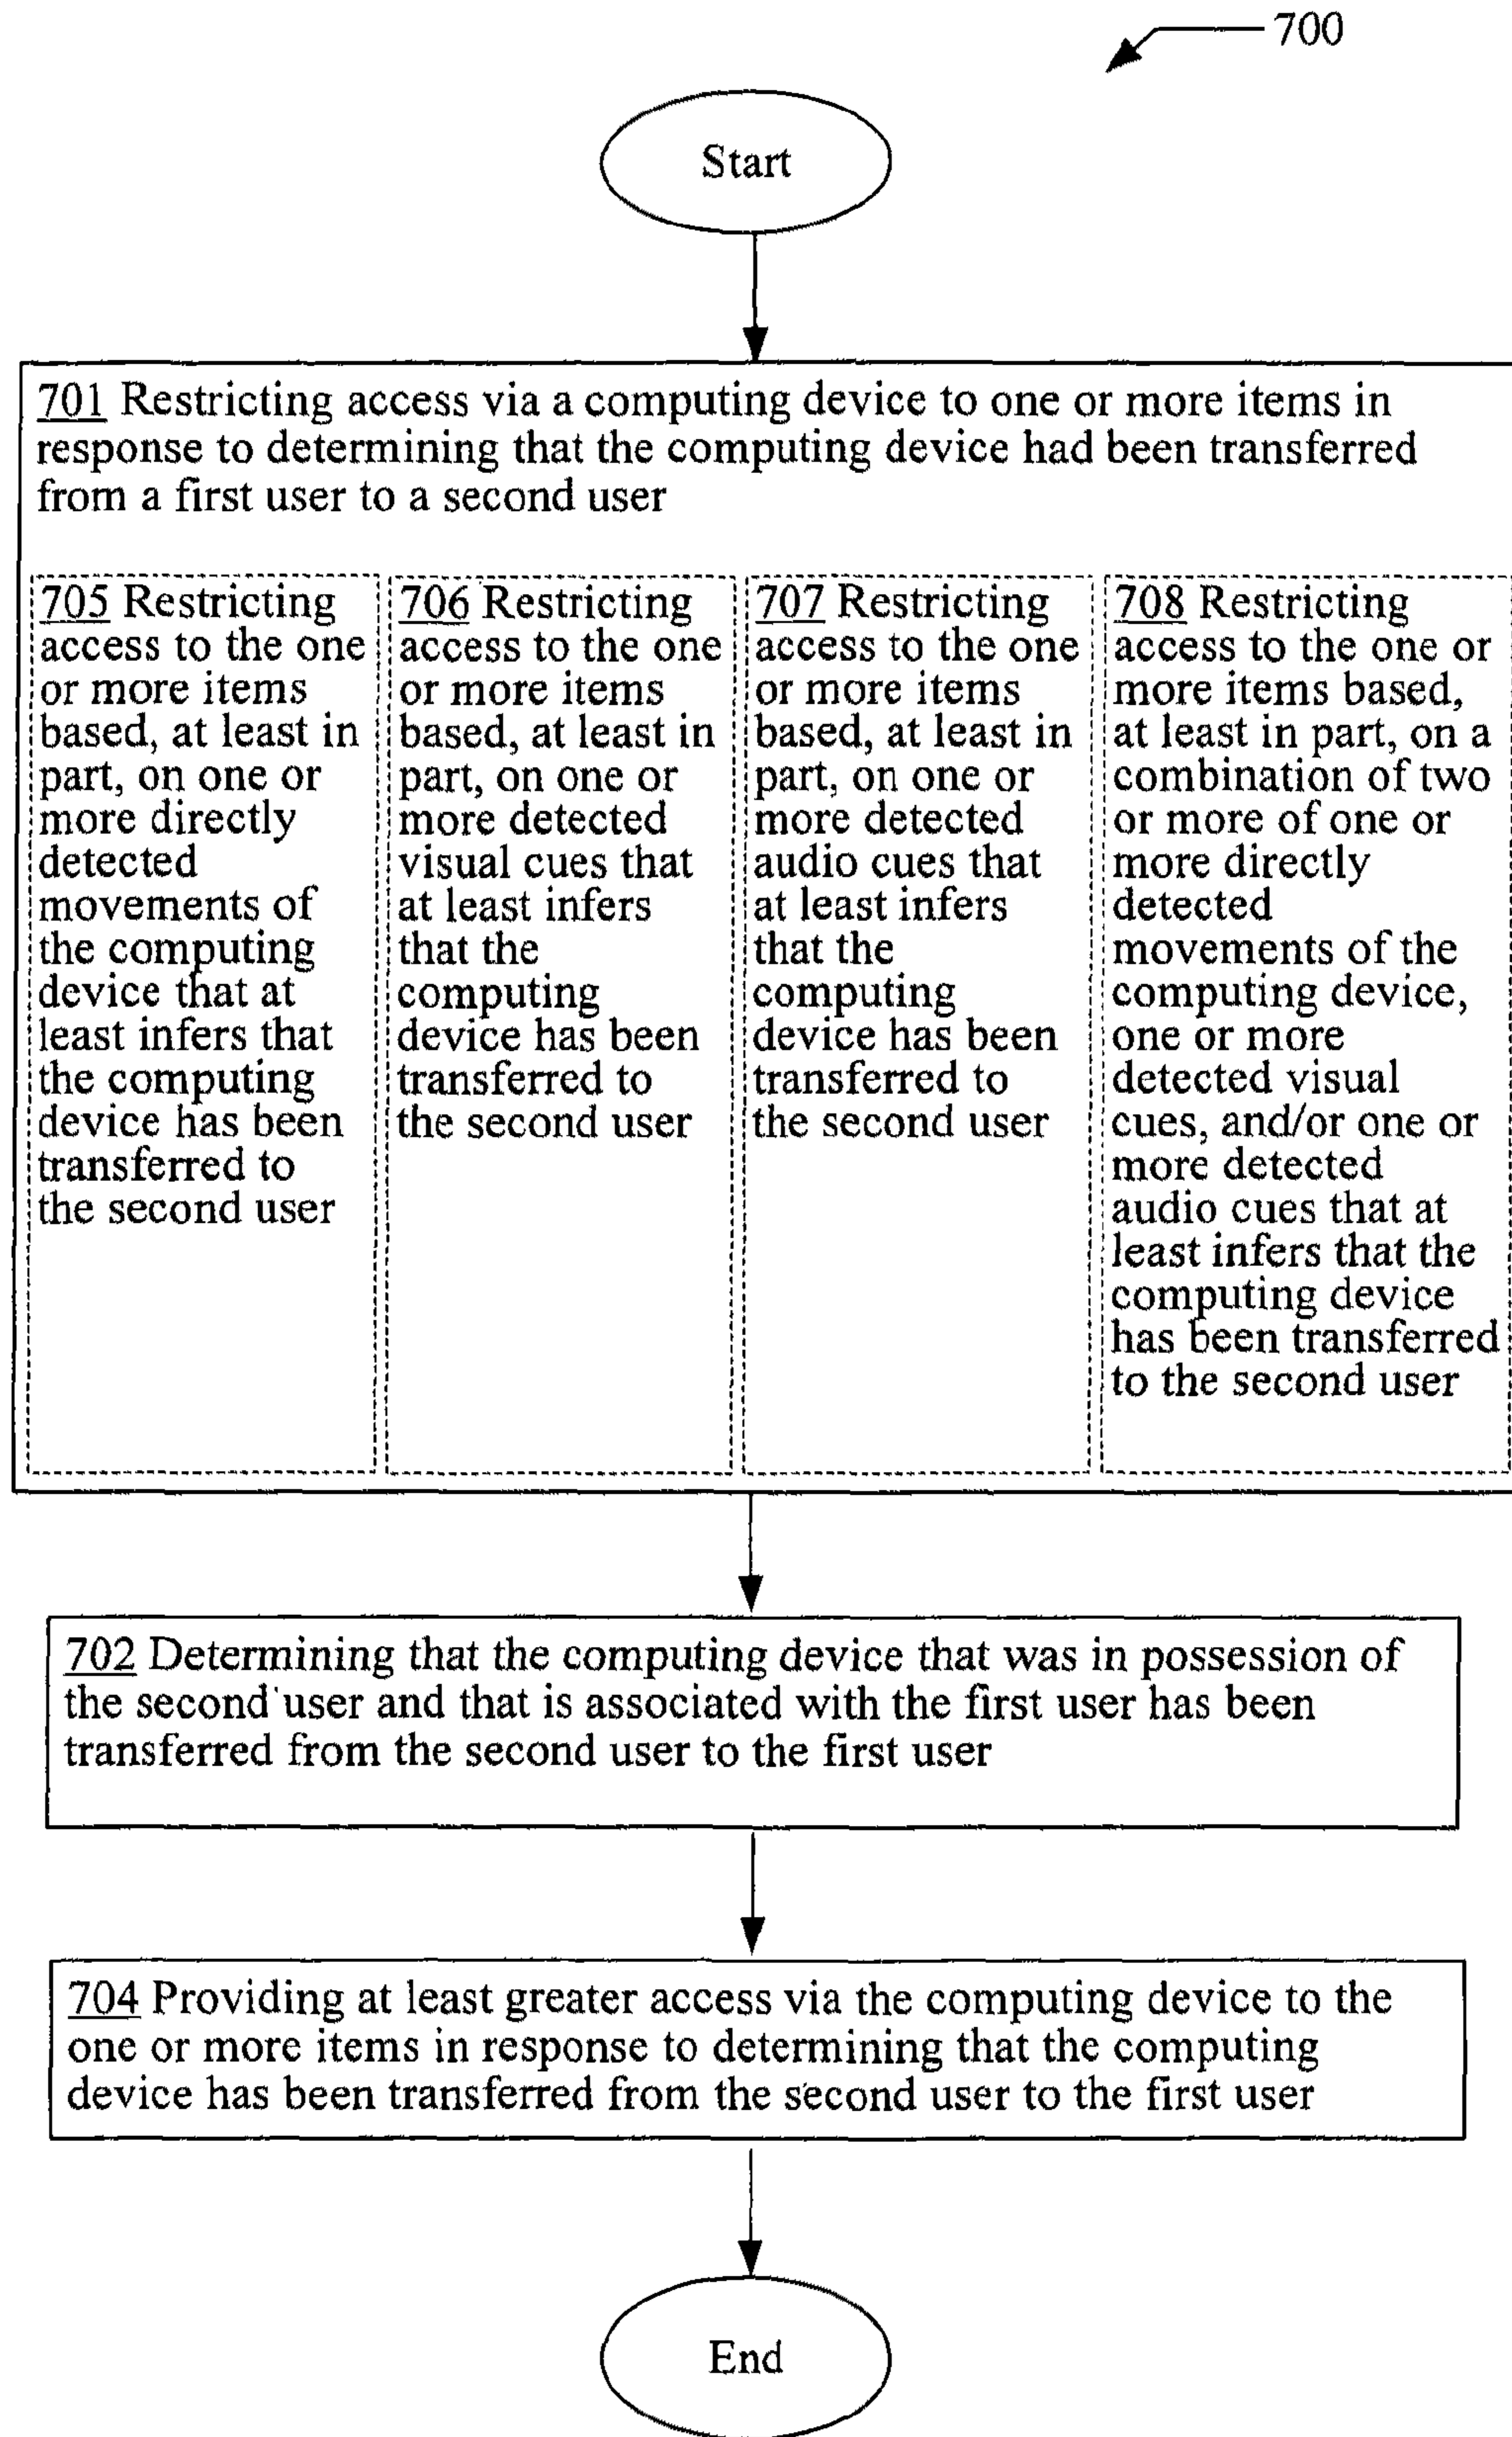 700
Start
701 Restricting access via a computing device to one or more items in
response to determining that the computing device had been transferred
from a first user to a second user
705 Restricting
access to the one
or more items
based, at least in
part, on one or
more directly
detected
movements of
the computing
device that at
least infers that
the computing
device has been
transferred to
the second user
706 Restricting
access to the one
or more items
based, at least in
part, on one or
more detected
visual cues that
at least infers
that the
computing
device has been
transferred to
the second user
707 Restricting
access to the one
or more items
based, at least in
part, on one or
more detected
audio cues that
at least infers
that the
computing
device has been
transferred to
the second user
708 Restricting
access to the one or
more items based,
at least in part, on a
combination of two
or more of one or
more directly
detected
movements of the
computing device,
one or more
detected visual
cues, and/or one or
more detected
audio cues that at
least infers that the
computing device
has been transferred
to the second user
702 Determining that the computing device that was in possession of
the second user and that is associated with the first user has been
transferred from the second user to the first user
704 Providing at least greater access via the computing device to the
one or more items in response to determining that the computing
device has been transferred from the second user to the first user
End